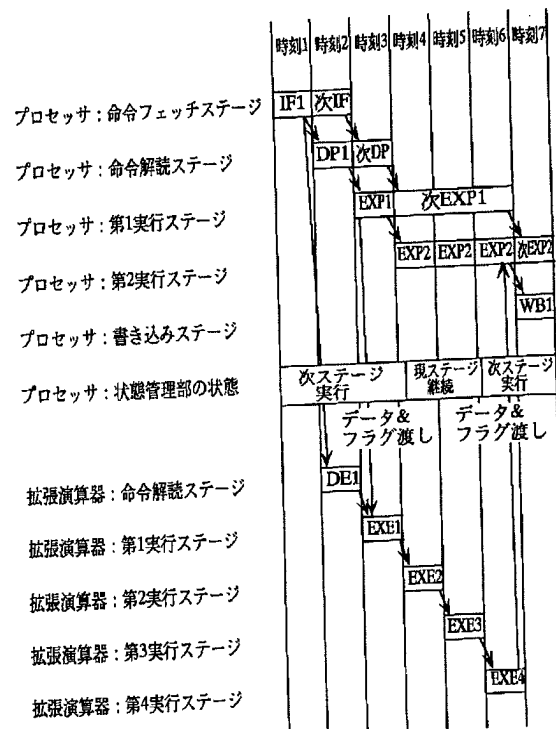 時刻1 時刻2 時刻3 時刻4 時刻5 時刻6 時刻7
IF1 次IF
プロセッサ：命令フェッチステージ
DP1 次DP
プロセッサ：命令解読ステージ
EXP1 次EXP1
プロセッサ：第1実行ステージ
EXP2 EXP2 EXP2 次EXP2
プロセッサ：第2実行ステージ
WB1
プロセッサ：書き込みステージ
プロセッサ：状態管理部の状態
次ステージ
実行
現ステージ
継続
次ステージ
実行
データ&
フラグ渡し
データ&
フラグ渡し
DE1
拡張演算器：命令解読ステージ
EXE1
拡張演算器：第1実行ステージ
EXE2
拡張演算器：第2実行ステージ
EXE3
拡張演算器：第3実行ステージ
EXE4
拡張演算器：第4実行ステージ